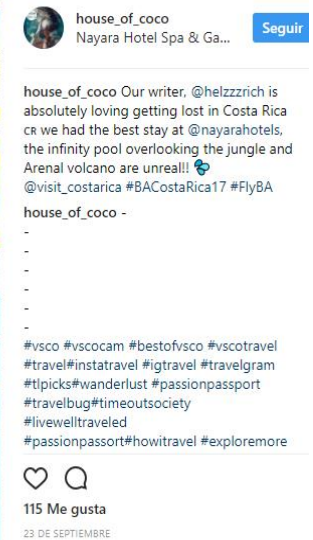 house_of_coco
Nayara Hotel Spa & Ga...
Seguir
house_of_coco Our writer, @helzzzrich is
absolutely loving getting lost in Costa Rica
CR we had the best stay at @nayarahotels,
the infinity pool overlooking the jungle and
Arenal volcano are unreal!!
@visit_costarica #BACostaRica17 #FlyBA
house_of_coco -
-
-
-
-
-
-
#vsco #vscocam #bestofvsco #vscotravel
#travel#instatravel #igtravel #travelgram
#tlpicks#wanderlust #passionpassport
#travelbug#timeoutsociety
#livewelltraveled
#passionpassort#howitravel #exploremore
115 Me gusta
23 DE SEPTIEMBRE